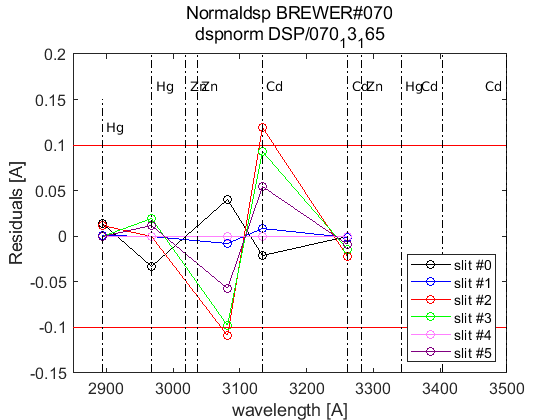 Normaldsp BREWER#070
dspnorm DSP/070₁3₁65
0.2
0.15
0.1
0.05
0
-0.05
-0.1
-0.15
Residuals [A]
Hg
Hg
Zn
Zn
Cd
Cd
Zn
Hg
Cd
Cd
slit #0
slit #1
slit #2
slit #3
slit #4
slit #5
2900 3000 3100 3200 3300 3400 3500
wavelength [A]